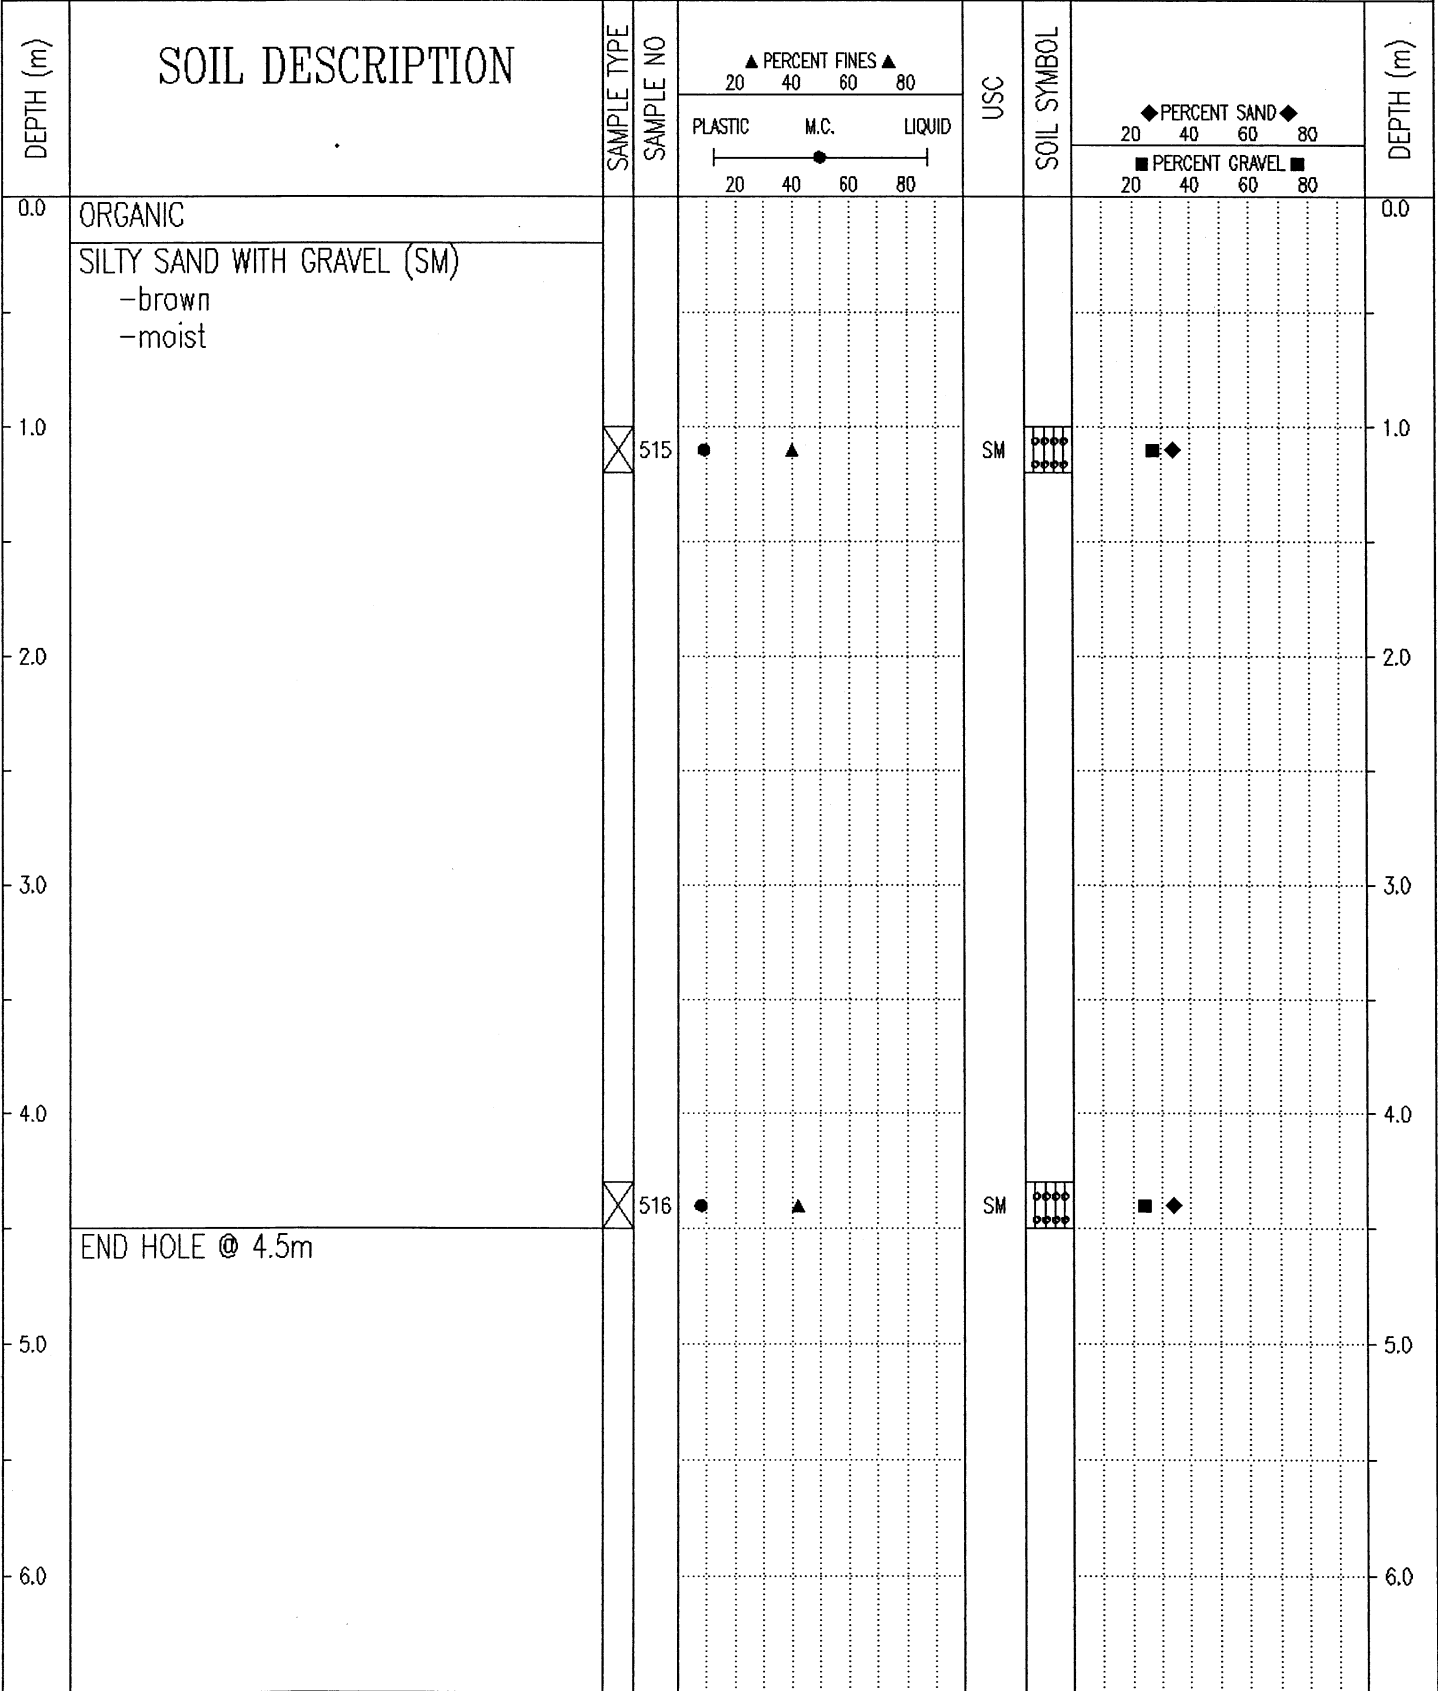 DEPTH (m)
SOIL DESCRIPTION
SAMPLE TYPE
SAMPLE NO
▲ PERCENT FINES ▲
20 40 60 80
PLASTIC M.C. LIQUID
20 40 60 80
USC
SOIL SYMBOL
◆PERCENT SAND◆
20 40 60 80
■ PERCENT GRAVEL ■
20 40 60 80
DEPTH (m)
0.0 ORGANIC 0.0
SILTY SAND WITH GRAVEL (SM)
-brown
-moist
1.0 1.0
515 SM
2.0 2.0
3.0 3.0
4.0 4.0
516 SM
END HOLE @ 4.5m
5.0 5.0
6.0 6.0